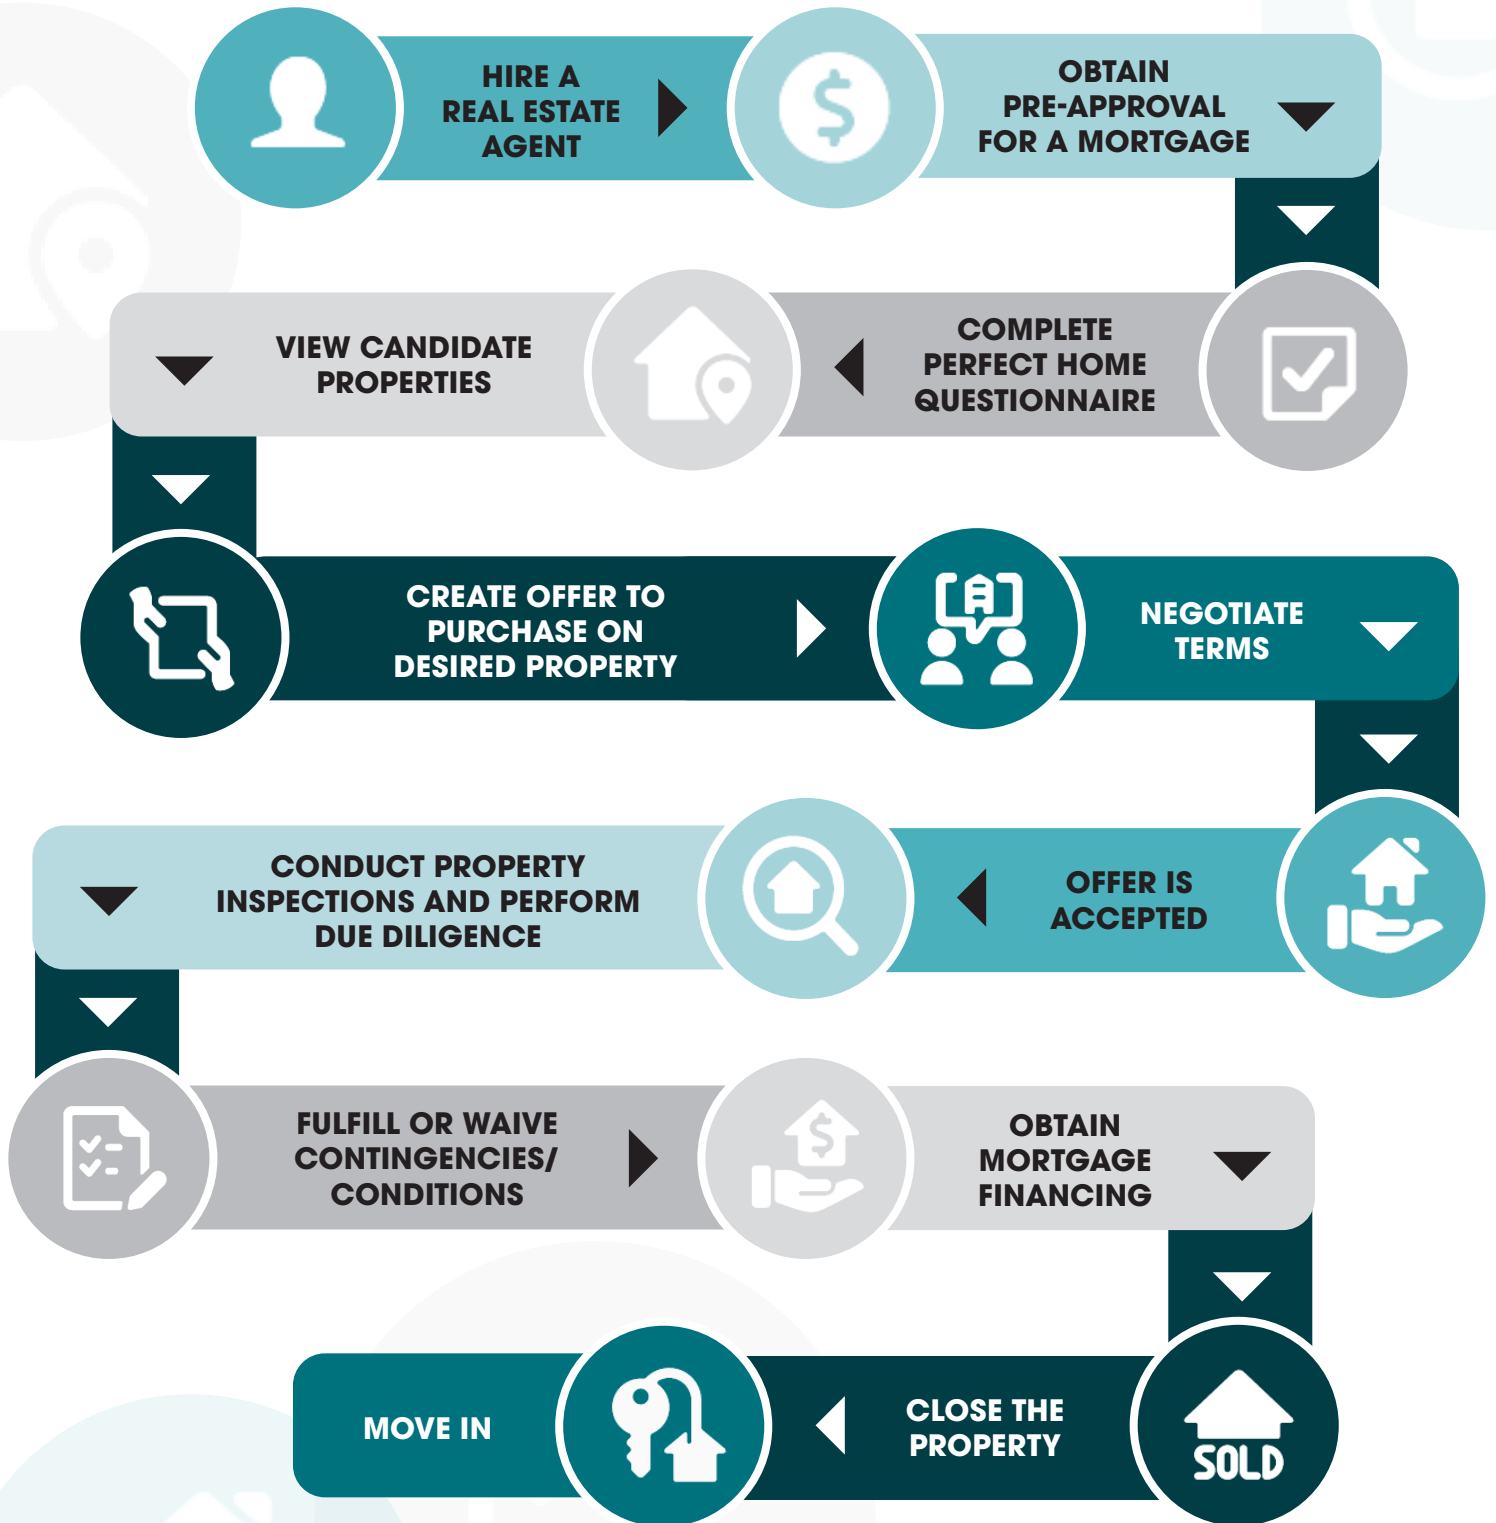 HIRE A
REAL ESTATE
AGENT
OBTAIN
PRE-APPROVAL
FOR A MORTGAGE
COMPLETE
PERFECT HOME
QUESTIONNAIRE
VIEW CANDIDATE
PROPERTIES
CREATE OFFER TO
PURCHASE ON
DESIRED PROPERTY
NEGOTIATE
TERMS
OFFER IS
ACCEPTED
CONDUCT PROPERTY
INSPECTIONS AND PERFORM
DUE DILIGENCE
FULFILL OR WAIVE
CONTINGENCIES/
CONDITIONS
OBTAIN
MORTGAGE
FINANCING
SOLD
CLOSE THE
PROPERTY
MOVE IN